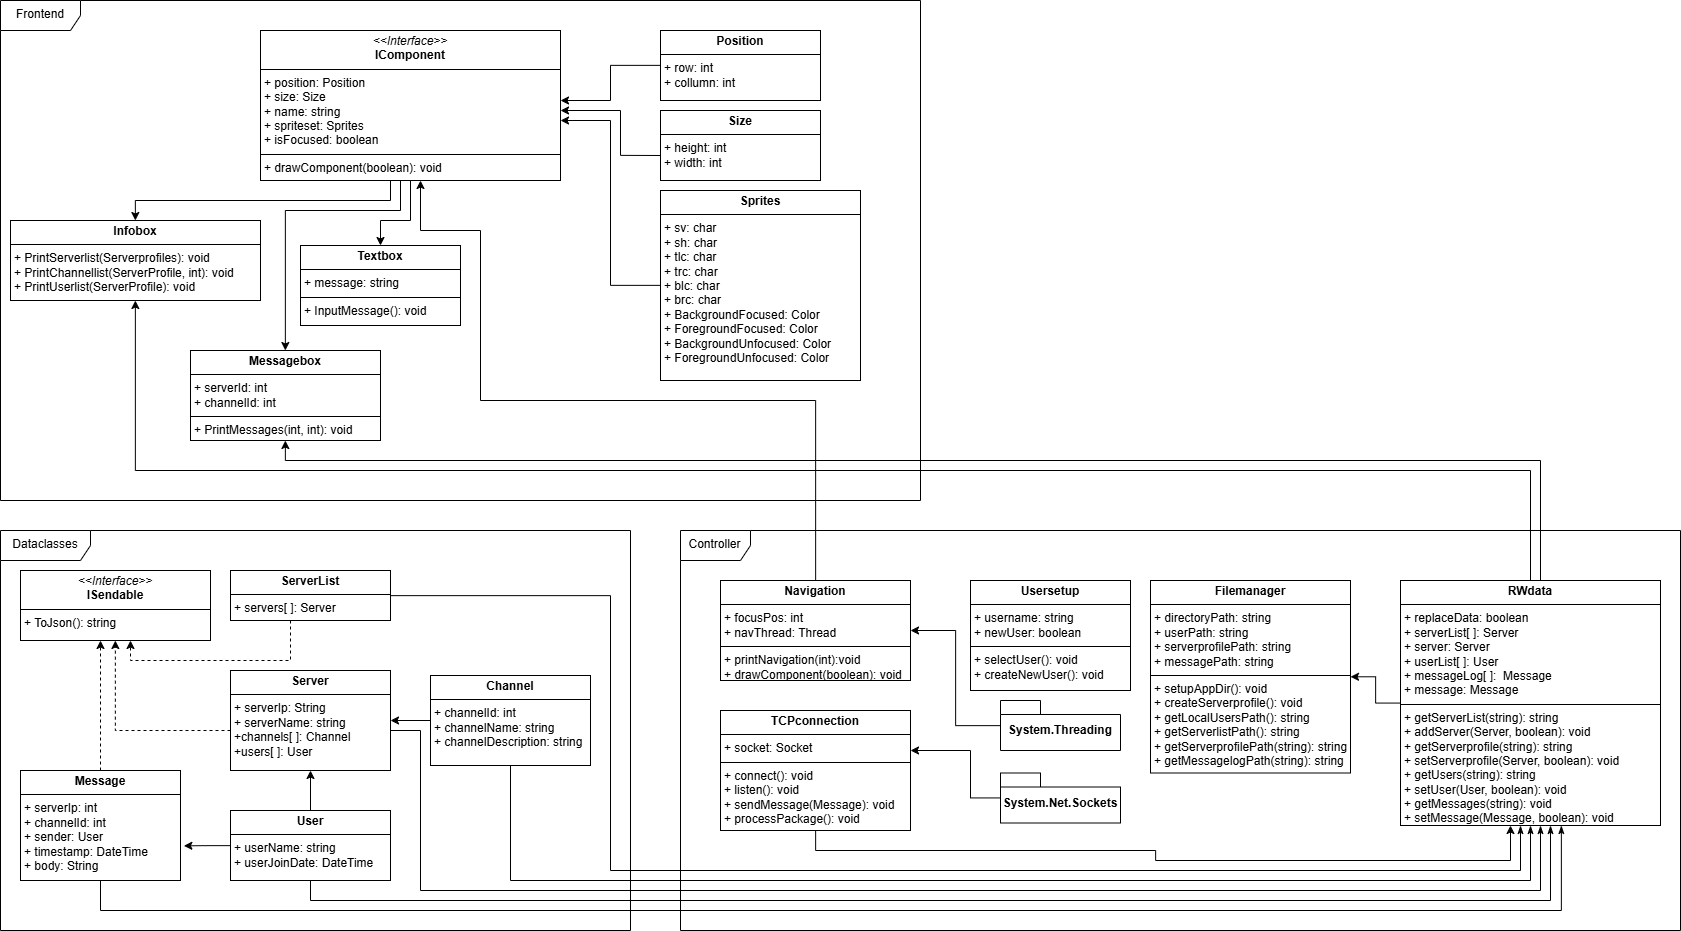 Frontend
<<Interface>>
IComponent
+ position: Position
+ size: Size
+ name: string
+ spriteset: Sprites
+ isFocused: boolean
+ drawComponent(boolean): void
Position
+ row: int
+ collumn: int
Size
+ height: int
+ width: int
Sprites
+ sv: char
+ sh: char
+ tlc: char
+ trc: char
+ blc: char
+ brc: char
+ BackgroundFocused: Color
+ ForegroundFocused: Color
+ BackgroundUnfocused: Color
+ ForegroundUnfocused: Color
Infobox
+ PrintServerlist(Serverprofiles): void
+ PrintChannellist(ServerProfile, int): void
+ PrintUserlist(ServerProfile): void
Textbox
+ message: string
+ InputMessage(): void
Messagebox
+ serverId: int
+ channelId: int
+ PrintMessages(int, int): void
Dataclasses
<<Interface>>
ISendable
+ ToJson(): string
ServerList
+ servers[ ]: Server
Server
+ serverIp: String
+ serverName: string
+channels[ ]: Channel
+users[ ]: User
Channel
+ channelId: int
+ channelName: string
+ channelDescription: string
Message
+ serverIp: int
+ channelId: int
+ sender: User
+ timestamp: DateTime
+ body: String
User
+ userName: string
+ userJoinDate: DateTime
Controller
Navigation
+ focusPos: int
+ navThread: Thread
+ printNavigation(int):void
+ drawComponent(boolean): void
Usersetup
+ username: string
+ newUser: boolean
+ selectUser(): void
+ createNewUser(): void
Filemanager
+ directoryPath: string
+ userPath: string
+ serverprofilePath: string
+ messagePath: string
+ setupAppDir(): void
+ createServerprofile(): void
+ getLocalUsersPath(): string
+ getServerlistPath(): string
+ getServerprofilePath(string): string
+ getMessagelogPath(string): string
RWdata
+ replaceData: boolean
+ serverList[ ]: Server
+ server: Server
+ userList[ ]: User
+ messageLog[ ]:  Message
+ message: Message
+ getServerList(string): string
+ addServer(Server, boolean): void
+ getServerprofile(string): string
+ setServerprofile(Server, boolean): void
+ getUsers(string): string
+ setUser(User, boolean): void
+ getMessages(string): void
+ setMessage(Message, boolean): void
TCPconnection
+ socket: Socket
+ connect(): void
+ listen(): void
+ sendMessage(Message): void
+ processPackage(): void
System.Threading
System.Net.Sockets